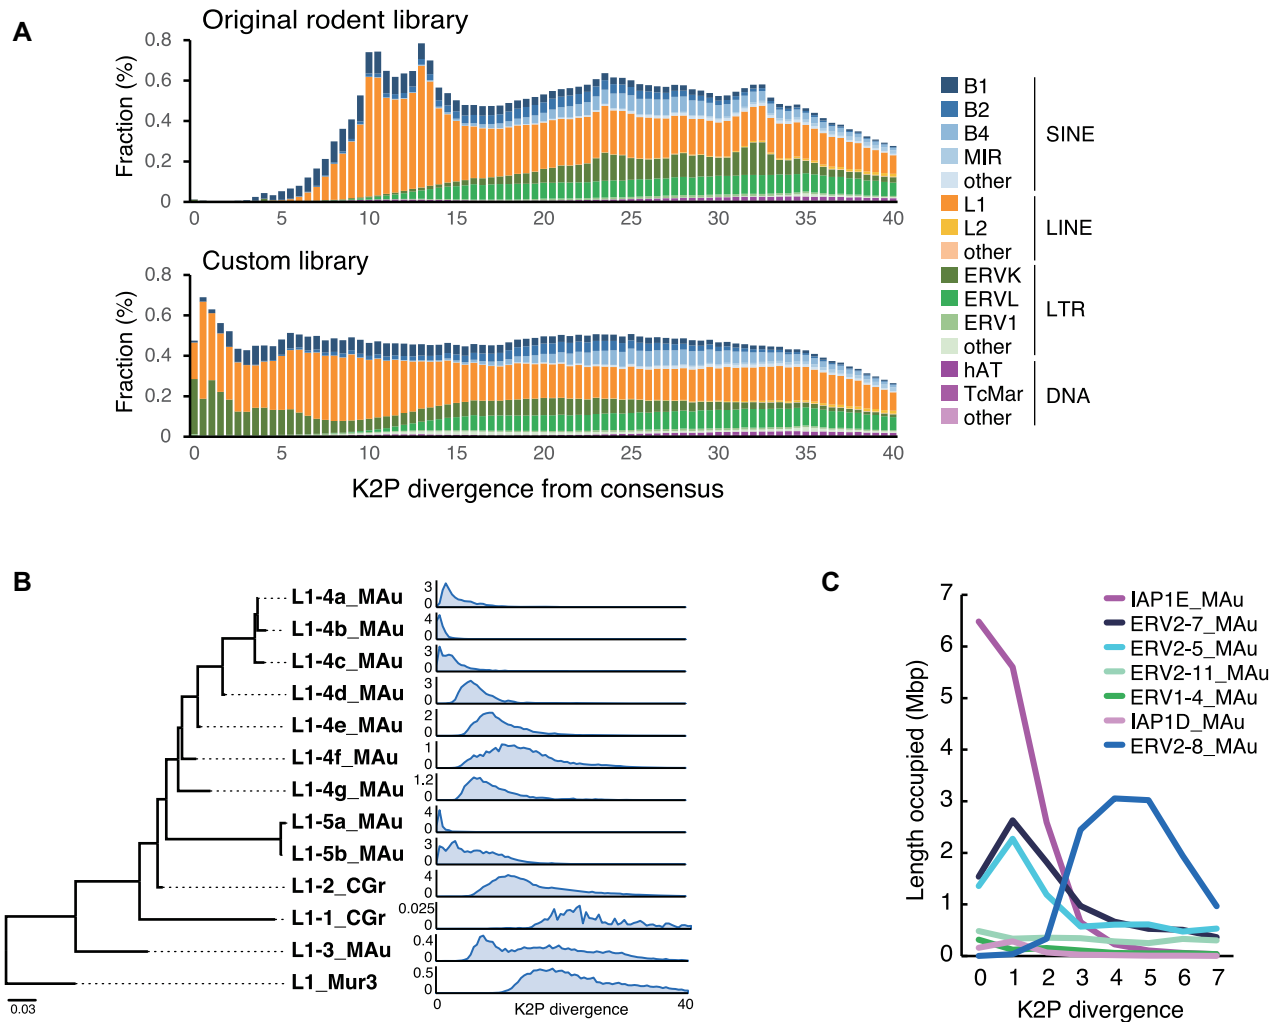 A
Original rodent library
Fraction (%)
0.8
0.6
0.4
0.2
0
0 5 10 15 20 25 30 35 40
Custom library
Fraction (%)
0.8
0.6
0.4
0.2
0
0 5 10 15 20 25 30 35 40
K2P divergence from consensus
B1
B2
B4
MIR
other
SINE
L1
L2
other
LINE
ERVK
ERVL
ERV1
other
LTR
hAT
TcMar
other
DNA
B
L1-4a_MAu 3 0
L1-4b_MAu 4 0
L1-4c_MAu 3 0
L1-4d_MAu 3 0
L1-4e_MAu 2 0
L1-4f_MAu 1 0
L1-4g_MAu 1.2 0
L1-5a_MAu 4 0
L1-5b_MAu 3 0
L1-2_CGr 4 0
L1-1_CGr 0.025 0
L1-3_MAu 0.4 0
L1_Mur3 0.5 0
0.03
0 K2P divergence 40
C
Length occupied (Mbp)
7
6
5
4
3
2
1
0
0 1 2 3 4 5 6 7
K2P divergence
IAP1E_MAu
ERV2-7_MAu
ERV2-5_MAu
ERV2-11_MAu
ERV1-4_MAu
IAP1D_MAu
ERV2-8_MAu